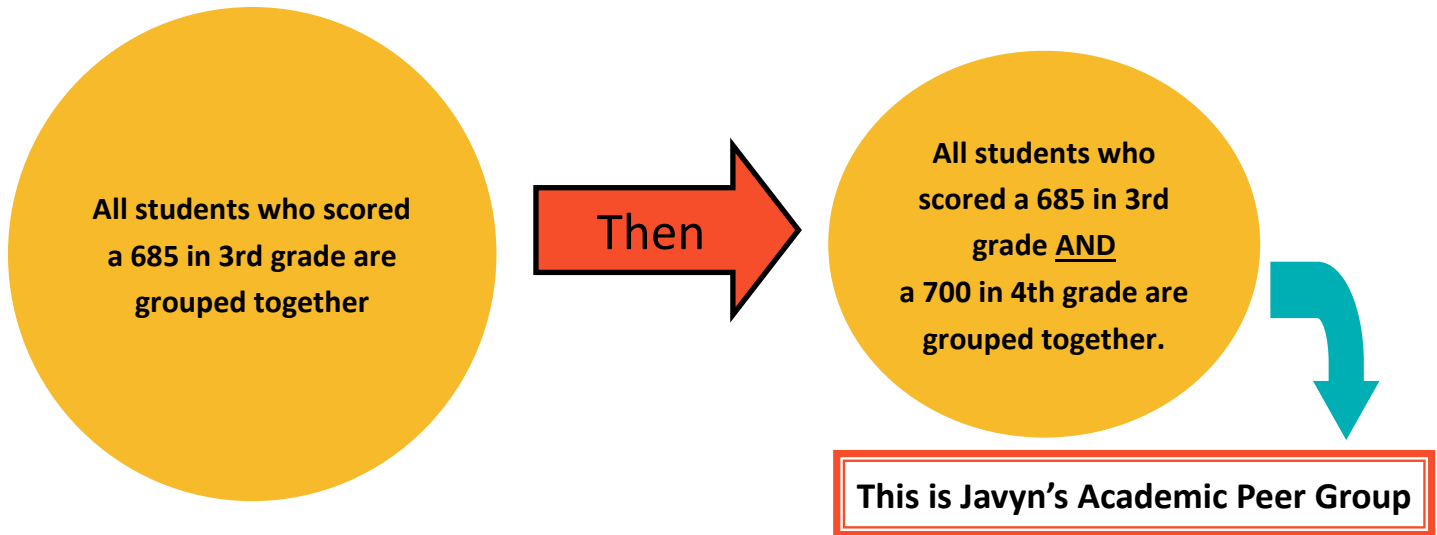 All students who scored
a 685 in 3rd grade are
grouped together
Then
All students who
scored a 685 in 3rd
grade AND
a 700 in 4th grade are
grouped together.
This is Javyn’s Academic Peer Group